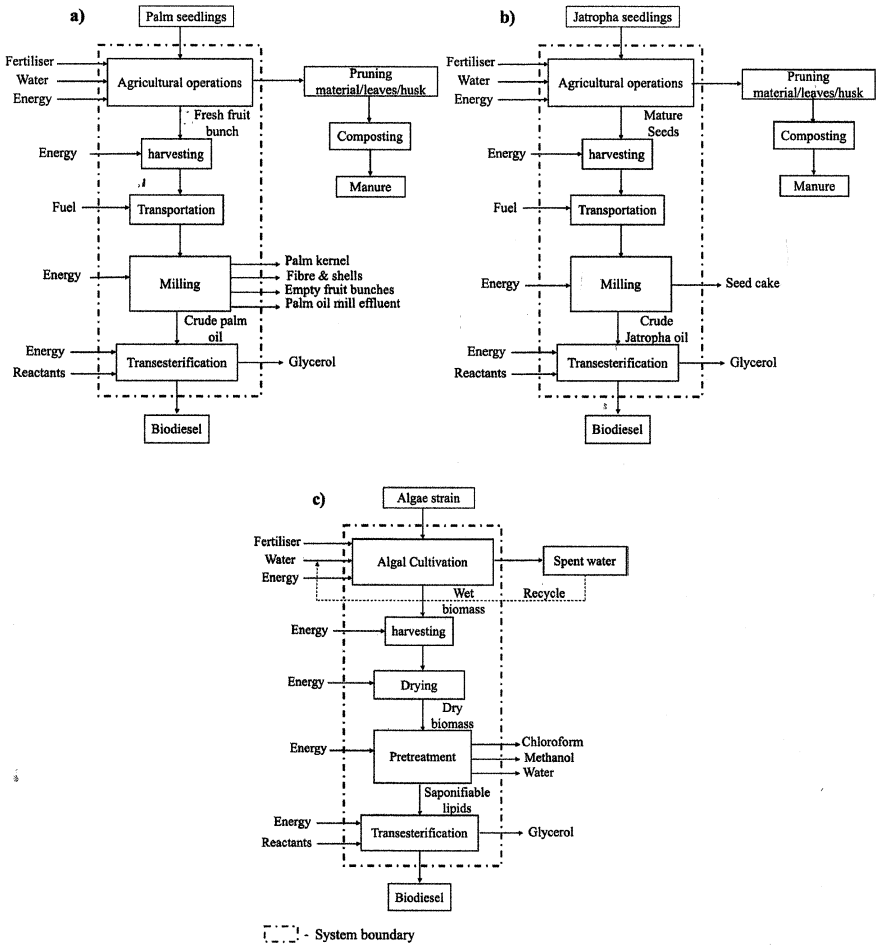 a)
Palm seedlings
Fertiliser
Water
Energy
Agricultural operations
Pruning
material/leaves/husk
Fresh fruit
bunch
Composting
Energy
harvesting
Manure
Fuel
Transportation
Energy
Milling
Palm kernel
Fibre & shells
Empty fruit bunches
Palm oil mill effluent
Crude palm
oil
Energy
Reactants
Transesterification
Glycerol
Biodiesel
b)
Jatropha seedlings
Fertiliser
Water
Energy
Agricultural operations
Pruning
material/leaves/husk
Mature
Seeds
Composting
Energy
harvesting
Manure
Fuel
Transportation
Energy
Milling
Seed cake
Crude
Jatropha oil
Energy
Reactants
Transesterification
Glycerol
Biodiesel
c)
Algae strain
Fertiliser
Water
Energy
Algal Cultivation
Spent water
Wet
biomass
Recycle
Energy
harvesting
Energy
Drying
Dry
biomass
Energy
Pretreatment
Chloroform
Methanol
Water
Saponifiable
lipids
Energy
Reactants
Transesterification
Glycerol
Biodiesel
- System boundary